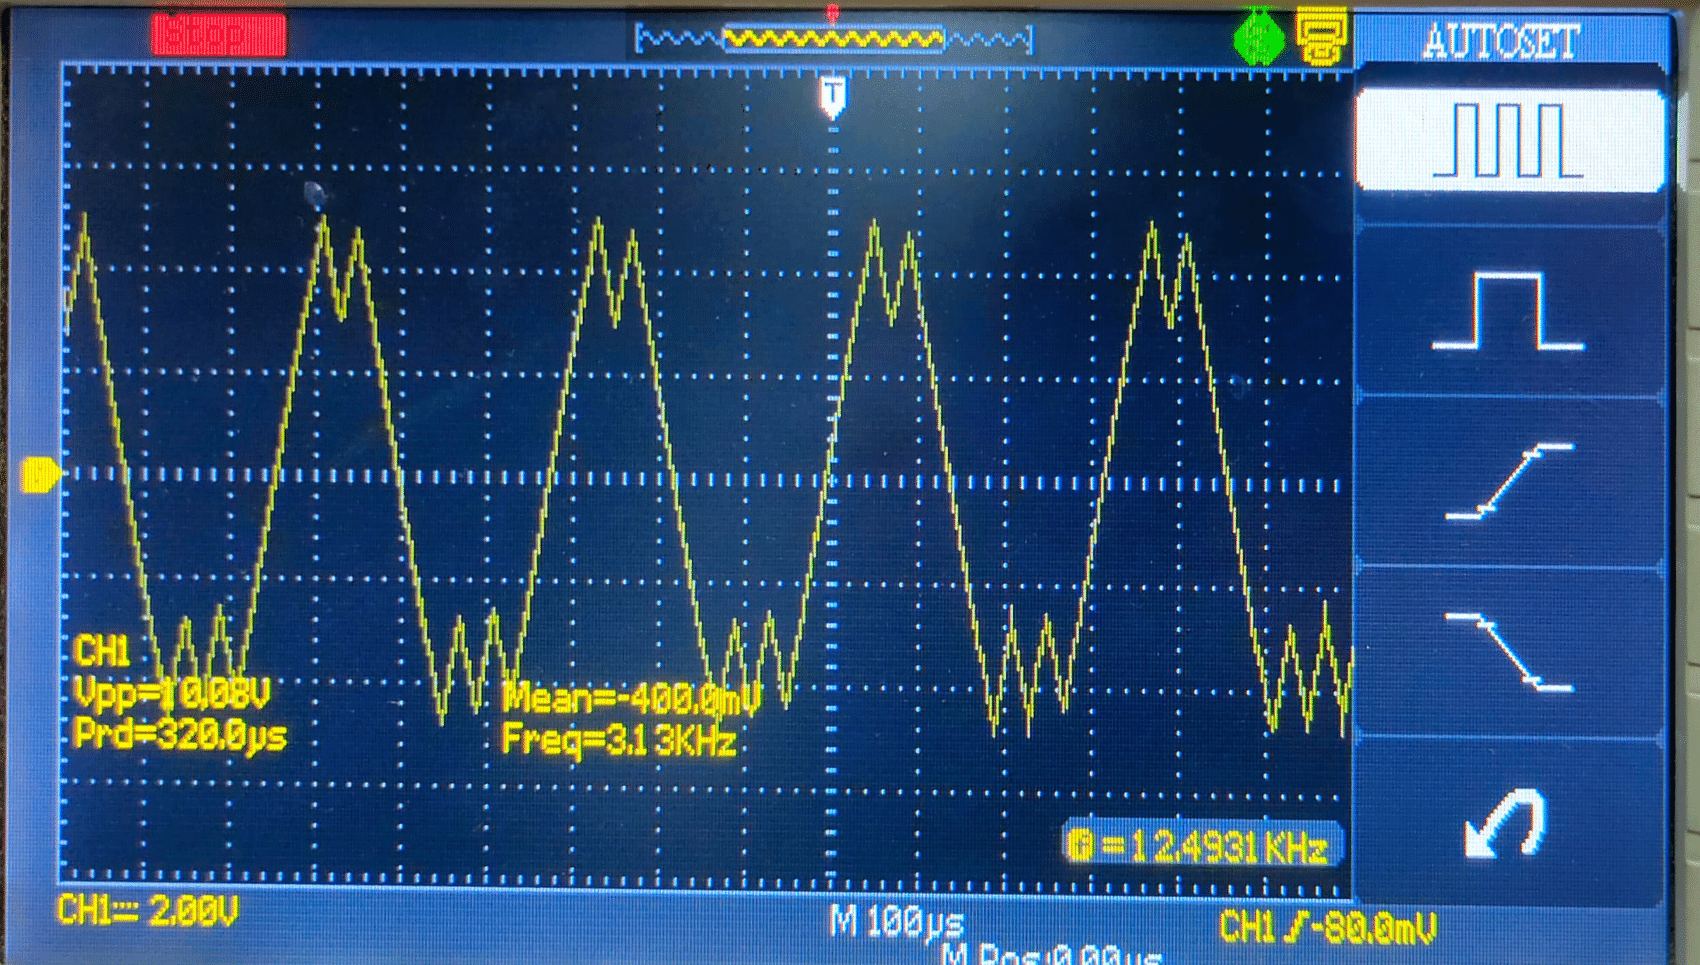 Stop
T
AUTOSET
CH1
Vpp=10.08V
Mean=-400.0mV
Prd=320.0µs
Freq=3.13KHz
=12.4931KHz
CH1 2.00V
M 100µs
CH1 -80.0mV
M Pos:0.00µs